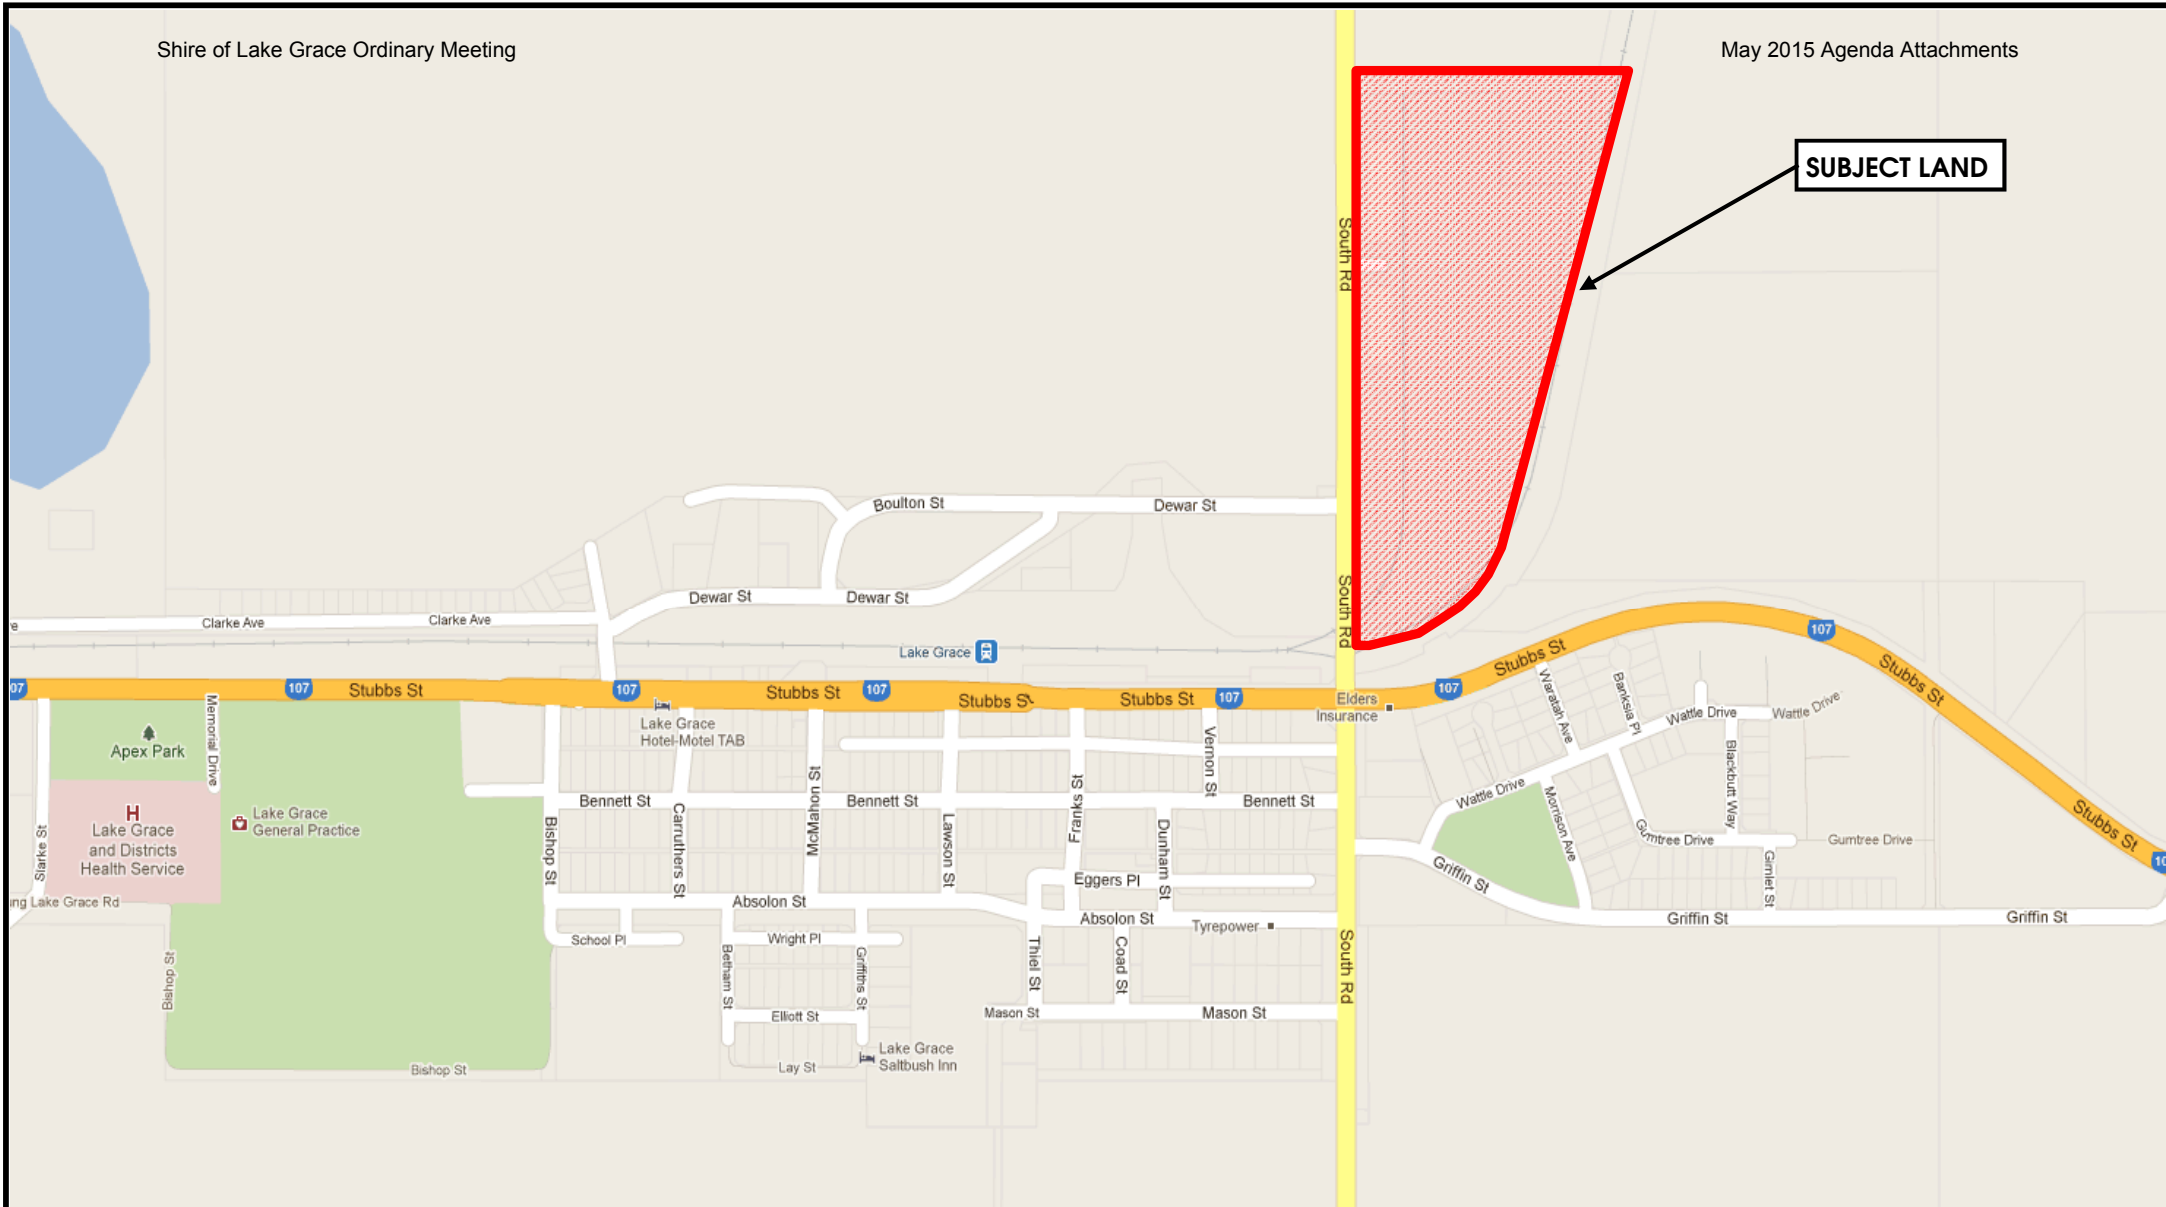 Shire of Lake Grace Ordinary Meeting
May 2015 Agenda Attachments
SUBJECT LAND
South Rd
Boulton St
Dewar St
South Rd
Dewar St
Dewar St
Clarke Ave
Clarke Ave
Lake Grace
107
Stubbs St
Stubbs St
07
107
Stubbs St
107
Stubbs St
107
Stubbs St
Stubbs St
107
107
Elders
Insurance
Waratah Ave
Banksia Pl
Wattle Drive
Wattle Drive
Memorial Drive
Apex Park
Lake Grace
Hotel-Motel TAB
Vernon St
Blackbutt Way
Bennett St
Bennett St
Bennett St
Wattle Drive
Morrison Ave
Stubbs St
10
H
Lake Grace
and Districts
Health Service
Lake Grace
General Practice
Starke St
Bishop St
Carruthers St
McMahon St
Lawson St
Franks St
Dunham St
Gumtree Drive
Gumtree Drive
Gimlet St
Griffin St
Eggers Pl
ng Lake Grace Rd
Absolon St
Absolon St
Tyrepower
Griffin St
Griffin St
School Pl
Wright Pl
Betham St
Griffiths St
Thiel St
Coad St
South Rd
Bishop St
Elliott St
Mason St
Mason St
Lake Grace
Saltbush Inn
Lay St
Bishop St